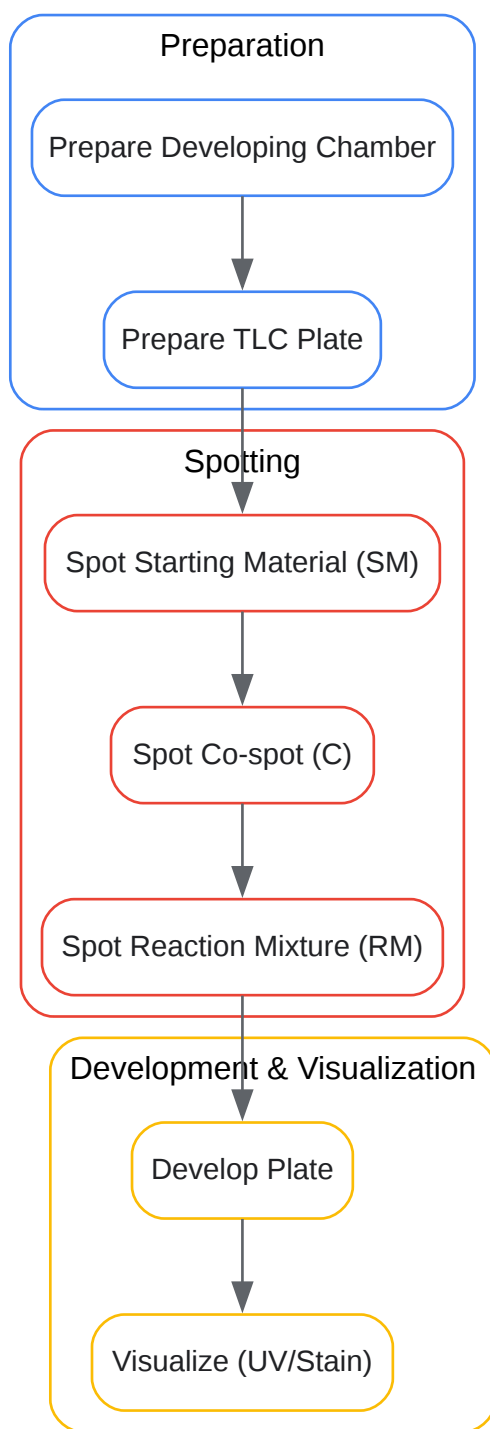 Preparation
Prepare Developing Chamber
Prepare TLC Plate
Spotting
Spot Starting Material (SM)
Spot Co-spot (C)
Spot Reaction Mixture (RM)
Development & Visualization
Develop Plate
Visualize (UV/Stain)